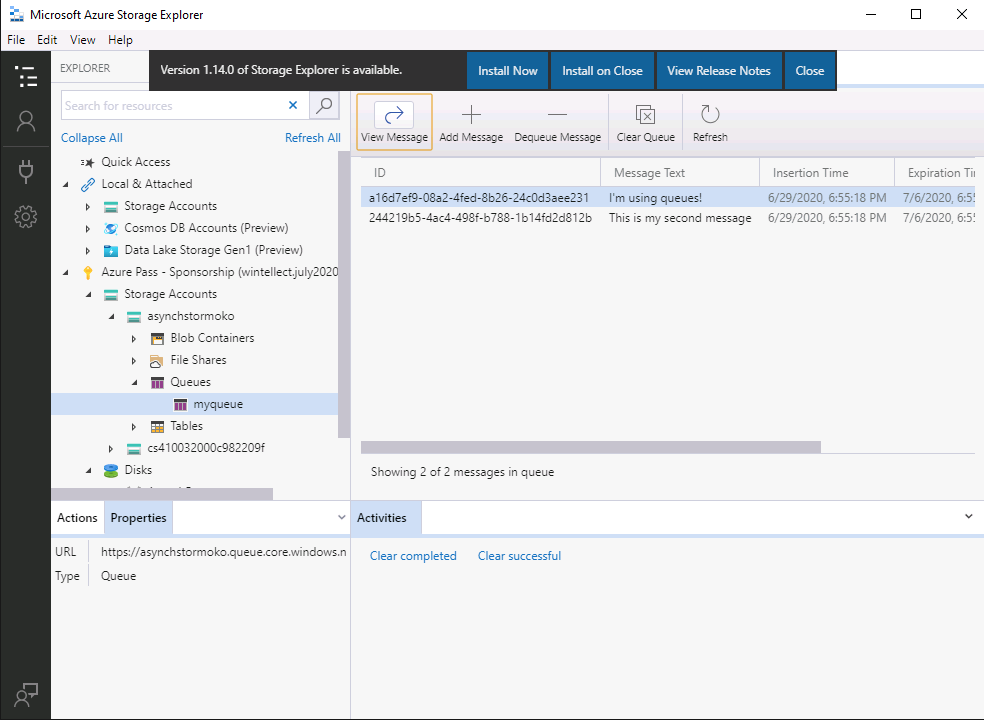 Microsoft Azure Storage Explorer
File Edit View Help
EXPLORER
Version 1.14.0 of Storage Explorer is available. Install Now Install on Close View Release Notes Close
Search for resources
Collapse All Refresh All
Quick Access
Local & Attached
Storage Accounts
Cosmos DB Accounts (Preview)
Data Lake Storage Gen1 (Preview)
Azure Pass - Sponsorship (wintellect.july2020
Storage Accounts
asynchstormoko
Blob Containers
File Shares
Queues
myqueue
Tables
cs410032000c982209f
Disks
View Message Add Message Dequeue Message Clear Queue Refresh
ID Message Text Insertion Time Expiration Ti
a16d7ef9-08a2-4fed-8b26-24c0d3aee231 I'm using queues! 6/29/2020, 6:55:18 PM 7/6/2020, 6:55
244219b5-4ac4-498f-b788-1b14fd2d812b This is my second message 6/29/2020, 6:55:18 PM 7/6/2020, 6:55
Showing 2 of 2 messages in queue
Actions Properties
URL https://asynchstormoko.queue.core.windows.n
Type Queue
Activities
Clear completed Clear successful